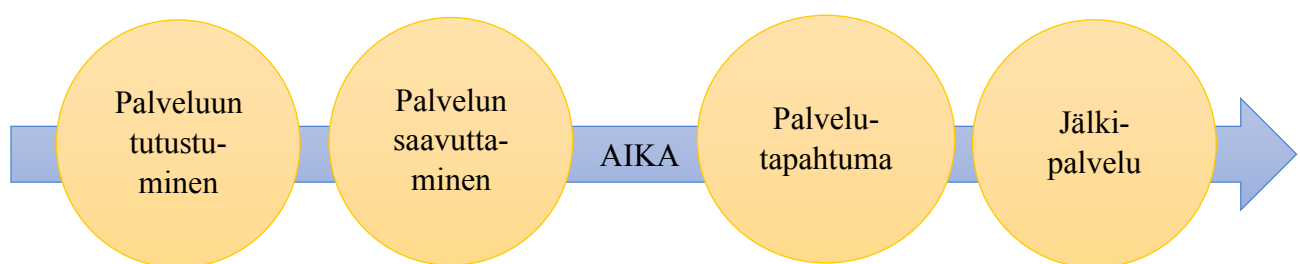 Palveluun
tutustu-
minen
Palvelun
saavutta-
minen
AIKA
Palvelu-
tapahtuma
Jälki-
palvelu